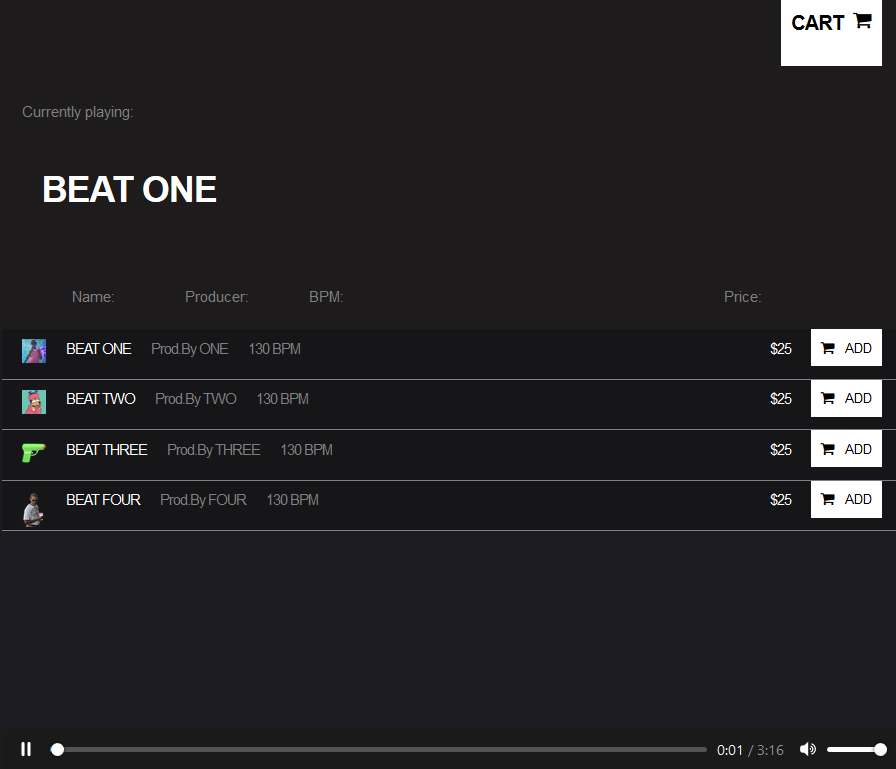 CART
Currently playing:
BEAT ONE
Name: Producer: BPM: Price:
BEAT ONE Prod.By ONE 130 BPM $25 ADD
BEAT TWO Prod.By TWO 130 BPM $25 ADD
BEAT THREE Prod.By THREE 130 BPM $25 ADD
BEAT FOUR Prod.By FOUR 130 BPM $25 ADD
0:01 / 3:16